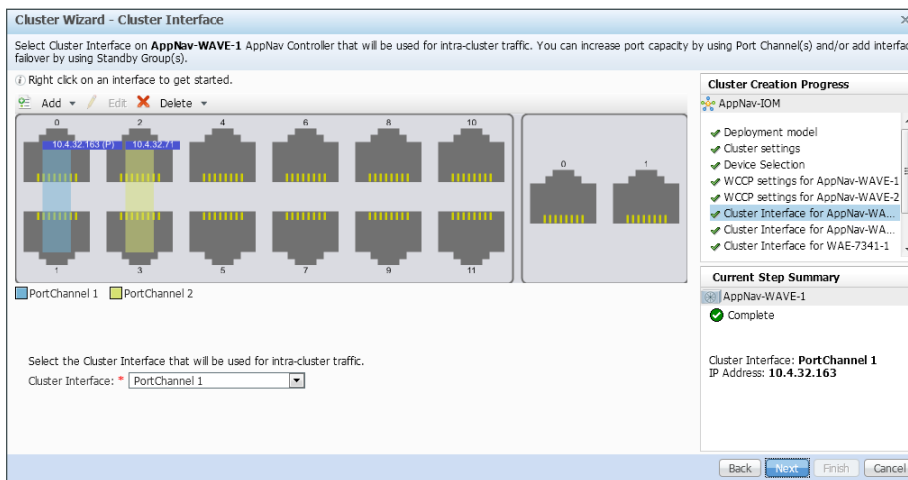 Cluster Wizard - Cluster Interface
Select Cluster Interface on AppNav-WAVE-1 AppNav Controller that will be used for intra-cluster traffic. You can increase port capacity by using Port Channel(s) and/or add interfac
failover by using Standby Group(s).
Right click on an interface to get started.
Add Edit Delete
0 2 4 6 8 10
10.4.32.163 (P) 10.4.32.71
1 3 5 7 9 11
0 1
PortChannel 1 PortChannel 2
Select the Cluster Interface that will be used for intra-cluster traffic.
Cluster Interface: * PortChannel 1
Cluster Creation Progress
AppNav-IOM
Deployment model
Cluster settings
Device Selection
WCCP settings for AppNav-WAVE-1
WCCP settings for AppNav-WAVE-2
Cluster Interface for AppNav-WA...
Cluster Interface for AppNav-WA...
Cluster Interface for WAE-7341-1
Current Step Summary
AppNav-WAVE-1
Complete
Cluster Interface: PortChannel 1
IP Address: 10.4.32.163
Back Next Finish Cancel